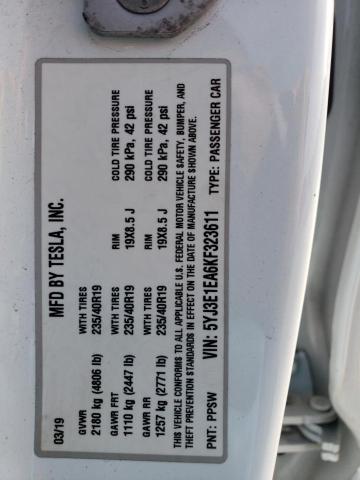 MFD BY TESLA, INC.
03/19
GVWR WITH TIRES RIM COLD TIRE PRESSURE
2180 kg (4806 lb) 235/40R19 19X8.5 J 290 kPa, 42 psi
GAWR FRT WITH TIRES RIM COLD TIRE PRESSURE
1110 kg (2447 lb) 235/40R19 19X8.5 J 290 kPa, 42 psi
GAWR RR
1257 kg (2771 lb)
THIS VEHICLE CONFORMS TO ALL APPLICABLE U.S. FEDERAL MOTOR VEHICLE SAFETY, BUMPER, AND
THEFT PREVENTION STANDARDS IN EFFECT ON THE DATE OF MANUFACTURE SHOWN ABOVE.
VIN: 5YJ3E1EA6KF323611
PNT: PPSW TYPE: PASSENGER CAR